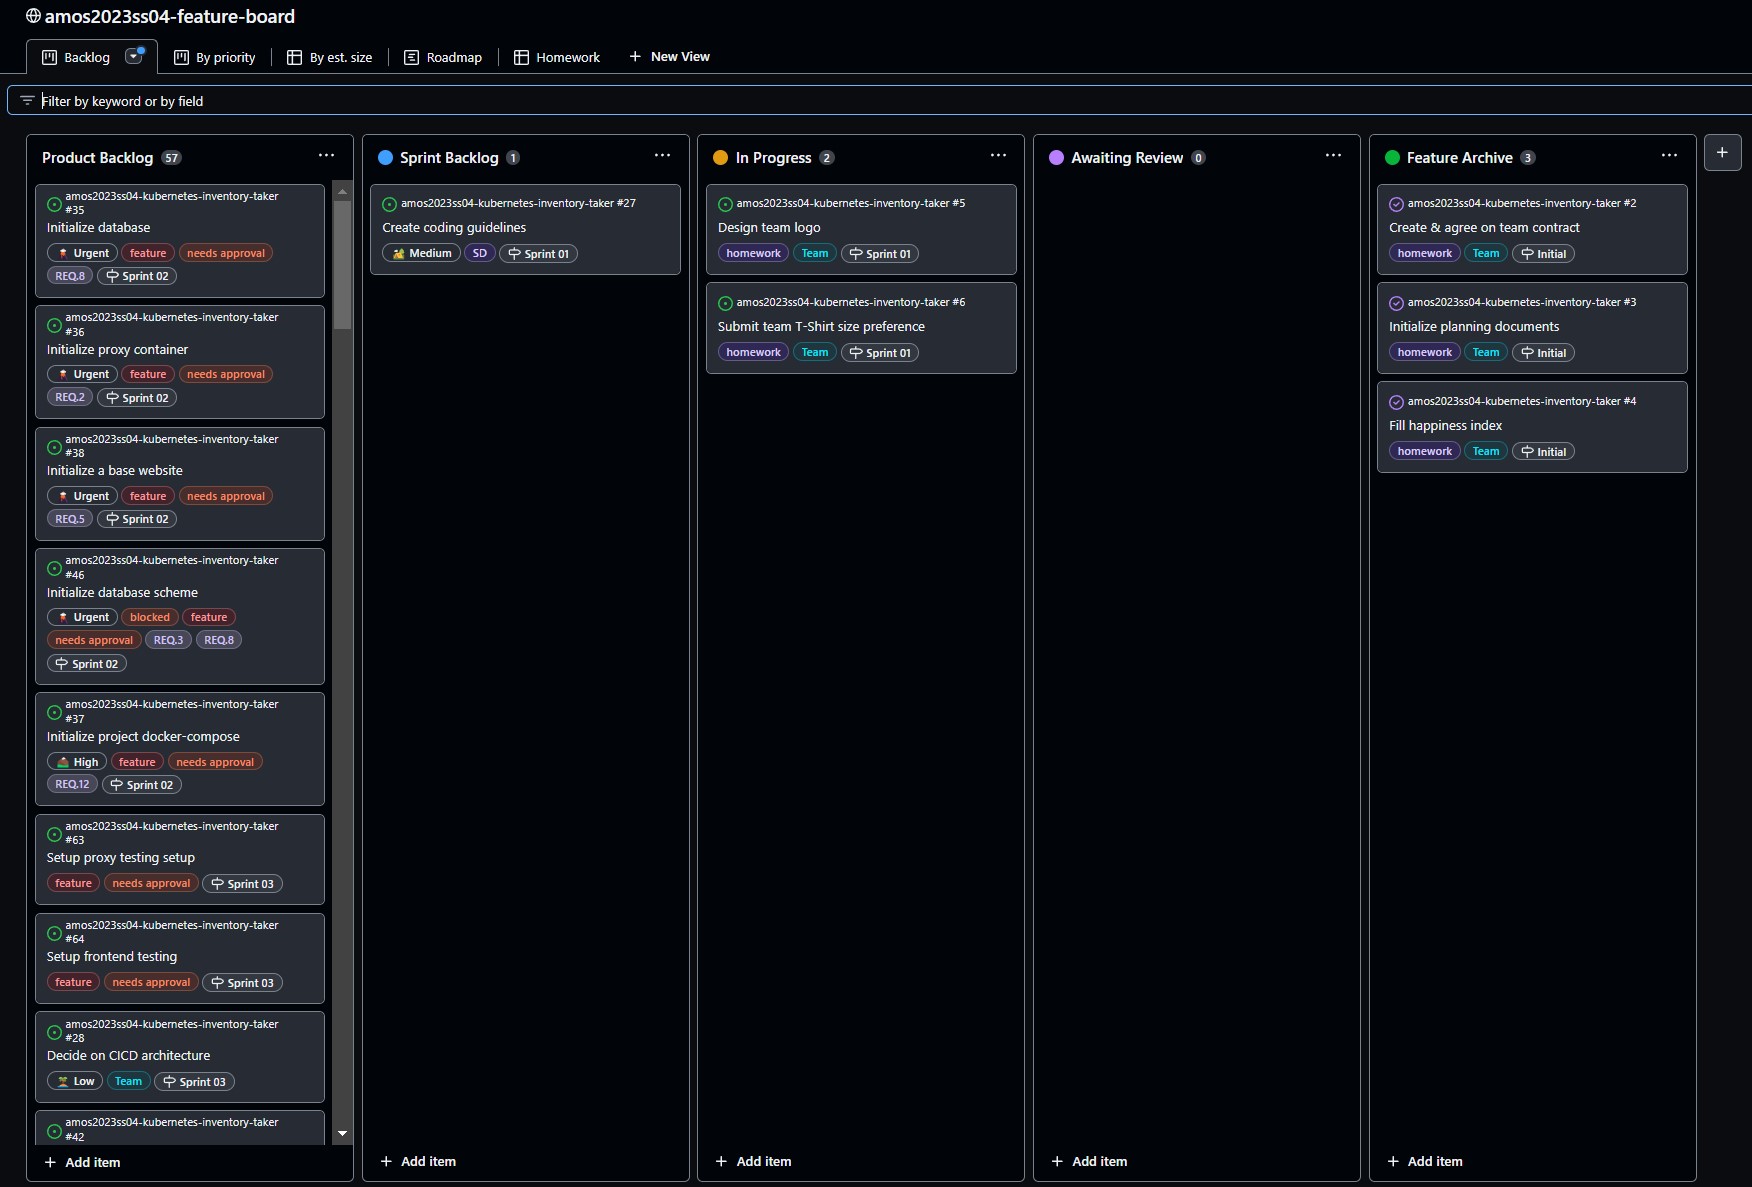 amos2023ss04-feature-board
Backlog
By priority
By est. size
Roadmap
Homework
+ New View
Filter by keyword or by field
Product Backlog 57
amos2023ss04-kubernetes-inventory-taker
#35
Initialize database
Urgent feature needs approval
REQ.8 Sprint 02
amos2023ss04-kubernetes-inventory-taker
#36
Initialize proxy container
Urgent feature needs approval
REQ.2 Sprint 02
amos2023ss04-kubernetes-inventory-taker
#38
Initialize a base website
Urgent feature needs approval
REQ.5 Sprint 02
amos2023ss04-kubernetes-inventory-taker
#46
Initialize database scheme
Urgent blocked feature
needs approval REQ.3 REQ.8
Sprint 02
amos2023ss04-kubernetes-inventory-taker
#37
Initialize project docker-compose
High feature needs approval
REQ.12 Sprint 02
amos2023ss04-kubernetes-inventory-taker
#63
Setup proxy testing setup
feature needs approval Sprint 03
amos2023ss04-kubernetes-inventory-taker
#64
Setup frontend testing
feature needs approval Sprint 03
amos2023ss04-kubernetes-inventory-taker
#28
Decide on CICD architecture
Low Team Sprint 03
amos2023ss04-kubernetes-inventory-taker
#42
+ Add item
Sprint Backlog 1
amos2023ss04-kubernetes-inventory-taker #27
Create coding guidelines
Medium SD Sprint 01
+ Add item
In Progress 2
amos2023ss04-kubernetes-inventory-taker #5
Design team logo
homework Team Sprint 01
amos2023ss04-kubernetes-inventory-taker #6
Submit team T-Shirt size preference
homework Team Sprint 01
+ Add item
Awaiting Review 0
+ Add item
Feature Archive 3
amos2023ss04-kubernetes-inventory-taker #2
Create & agree on team contract
homework Team Initial
amos2023ss04-kubernetes-inventory-taker #3
Initialize planning documents
homework Team Initial
amos2023ss04-kubernetes-inventory-taker #4
Fill happiness index
homework Team Initial
+ Add item
+